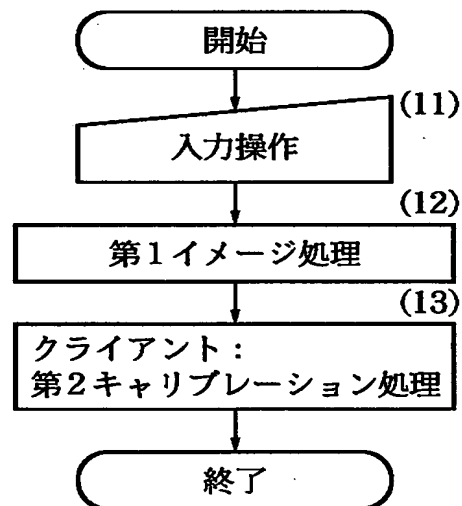 開始
(11)
入力操作
(12)
第1イメージ処理
(13)
クライアント:
第2キャリブレーション処理
終了